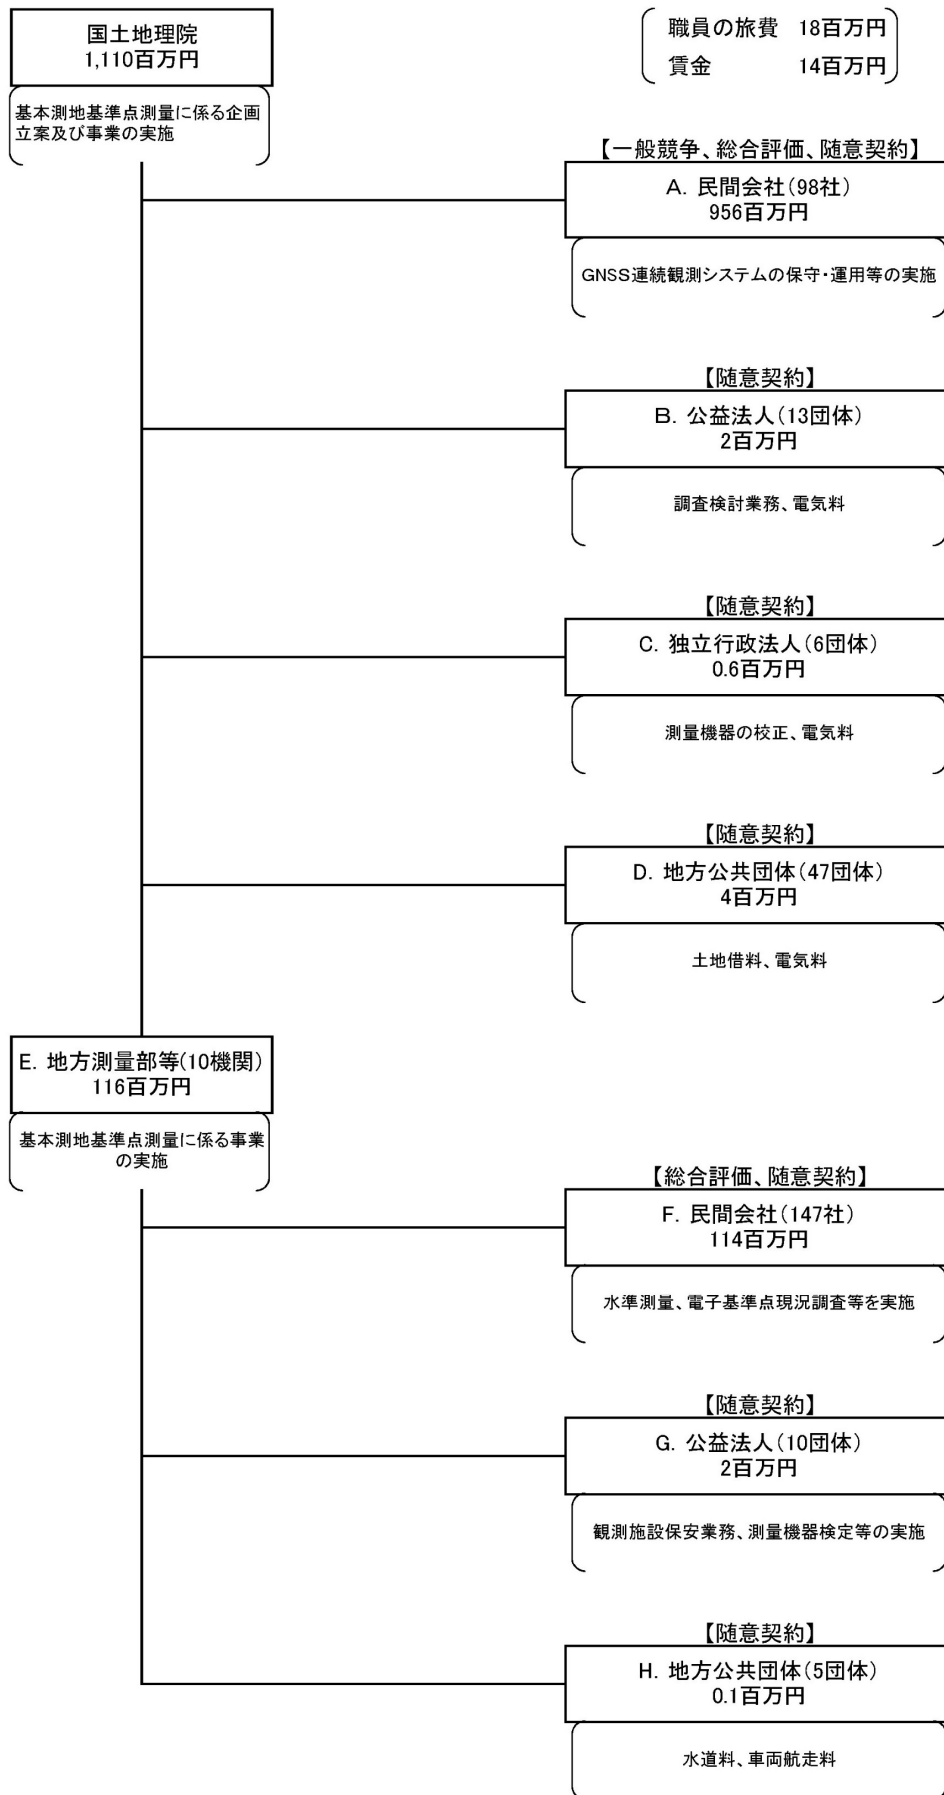 国土地理院
1,110百万円
職員の旅費 18百万円
賃金 14百万円
基本測地基準点測量に係る企画
立案及び事業の実施
【一般競争、総合評価、随意契約】
A. 民間会社(98社)
956百万円
GNSS連続観測システムの保守・運用等の実施
【随意契約】
B. 公益法人(13団体)
2百万円
調査検討業務、電気料
【随意契約】
C. 独立行政法人(6団体)
0.6百万円
測量機器の校正、電気料
【随意契約】
D. 地方公共団体(47団体)
4百万円
土地借料、電気料
E. 地方測量部等(10機関)
116百万円
基本測地基準点測量に係る事業
の実施
【総合評価、随意契約】
F. 民間会社(147社)
114百万円
水準測量、電子基準点現況調査等を実施
【随意契約】
G. 公益法人(10団体)
2百万円
観測施設保安業務、測量機器検定等の実施
【随意契約】
H. 地方公共団体(5団体)
0.1百万円
水道料、車両航走料